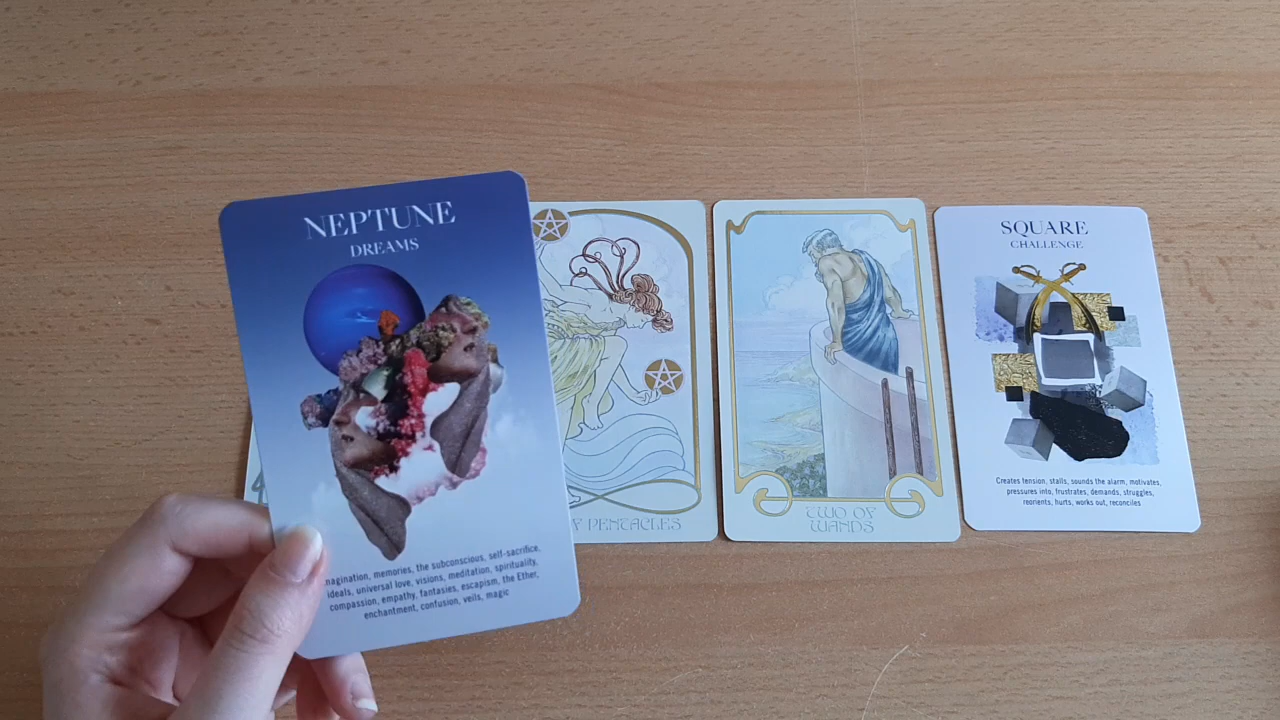 NEPTUNE
DREAMS
memories, the subconscious, self-sacrifice,
ideals, universal love, visions, meditation, spirituality,
compassion, empathy, fantasies, escapism, the Ether,
enchantment, confusion, veils, magic
PENTACLES
TWO OF
WANDS
SQUARE
CHALLENGE
Creates tension, stalls, sounds the alarm, motivates,
pressures into, frustrates, demands, struggles,
reorients, hurts, works out, reconciles